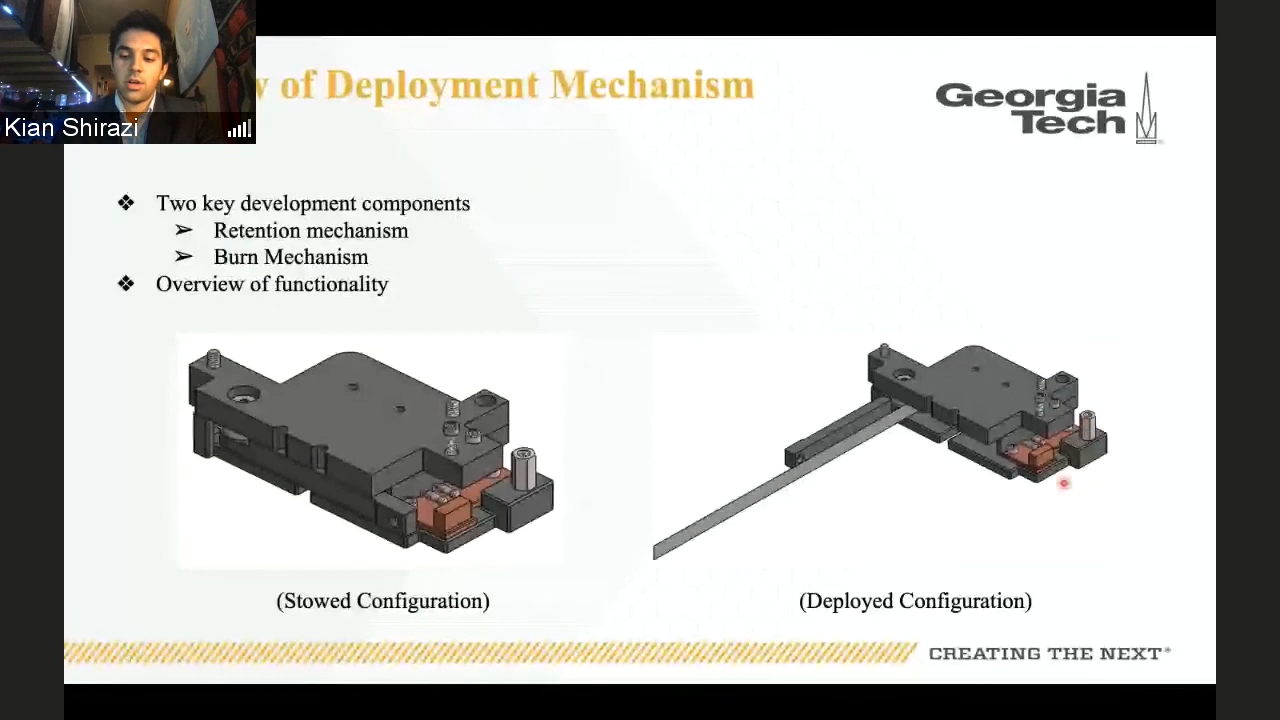 of Deployment Mechanism
Georgia
Tech
Kian Shirazi
❖ Two key development components
➢ Retention mechanism
➢ Burn Mechanism
❖ Overview of functionality
(Stowed Configuration)
(Deployed Configuration)
CREATING THE NEXT®